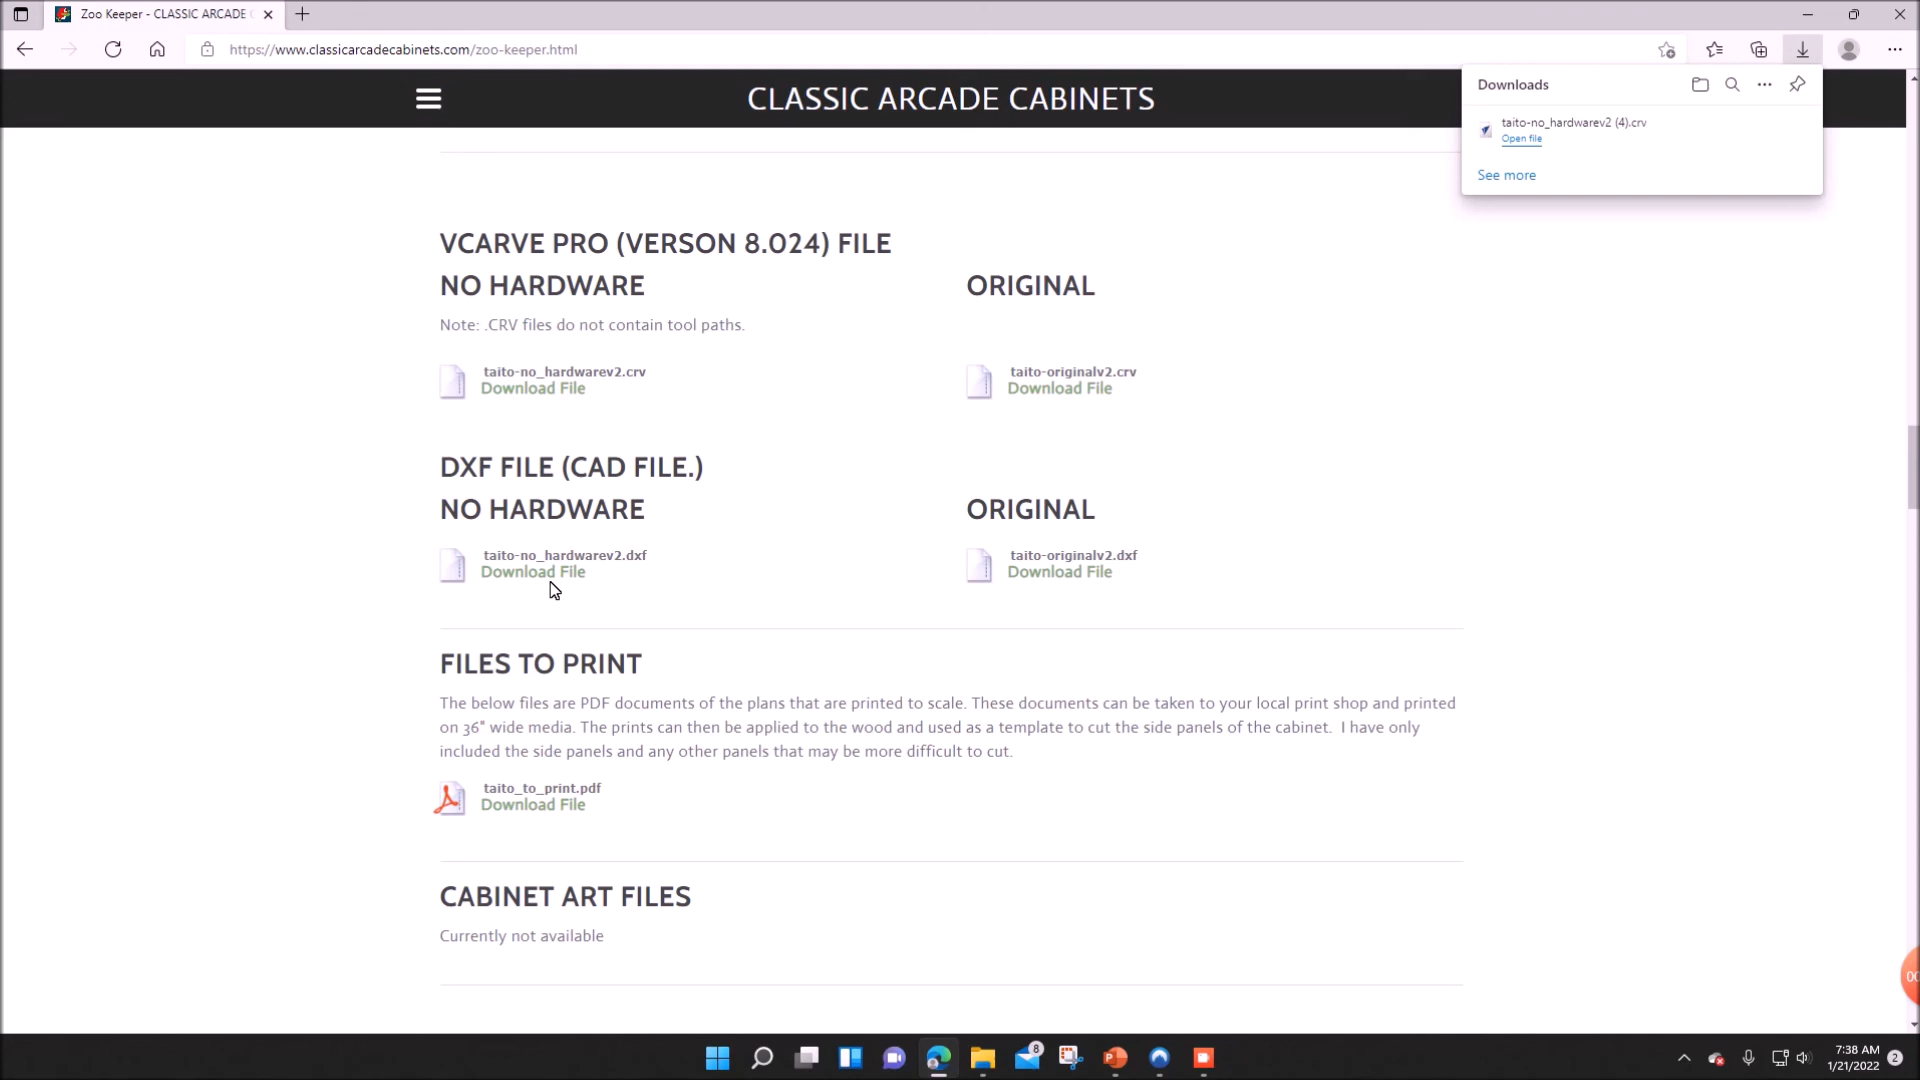 Zoo Keeper - CLASSIC ARCADE
https://www.classicarcadecabinets.com/zoo-keeper.html
CLASSIC ARCADE CABINETS
Downloads
taito-no_hardwarev2 (4).crv
Open file
See more
VCARVE PRO (VERSON 8.024) FILE
NO HARDWARE
ORIGINAL
Note: .CRV files do not contain tool paths.
taito-no_hardwarev2.crv
Download File
taito-originalv2.crv
Download File
DXF FILE (CAD FILE.)
NO HARDWARE
ORIGINAL
taito-no_hardwarev2.dxf
Download File
taito-originalv2.dxf
Download File
FILES TO PRINT
The below files are PDF documents of the plans that are printed to scale. These documents can be taken to your local print shop and printed
on 36" wide media. The prints can then be applied to the wood and used as a template to cut the side panels of the cabinet.  I have only
included the side panels and any other panels that may be more difficult to cut.
taito_to_print.pdf
Download File
CABINET ART FILES
Currently not available
00
8
7:38 AM
1/21/2022
2